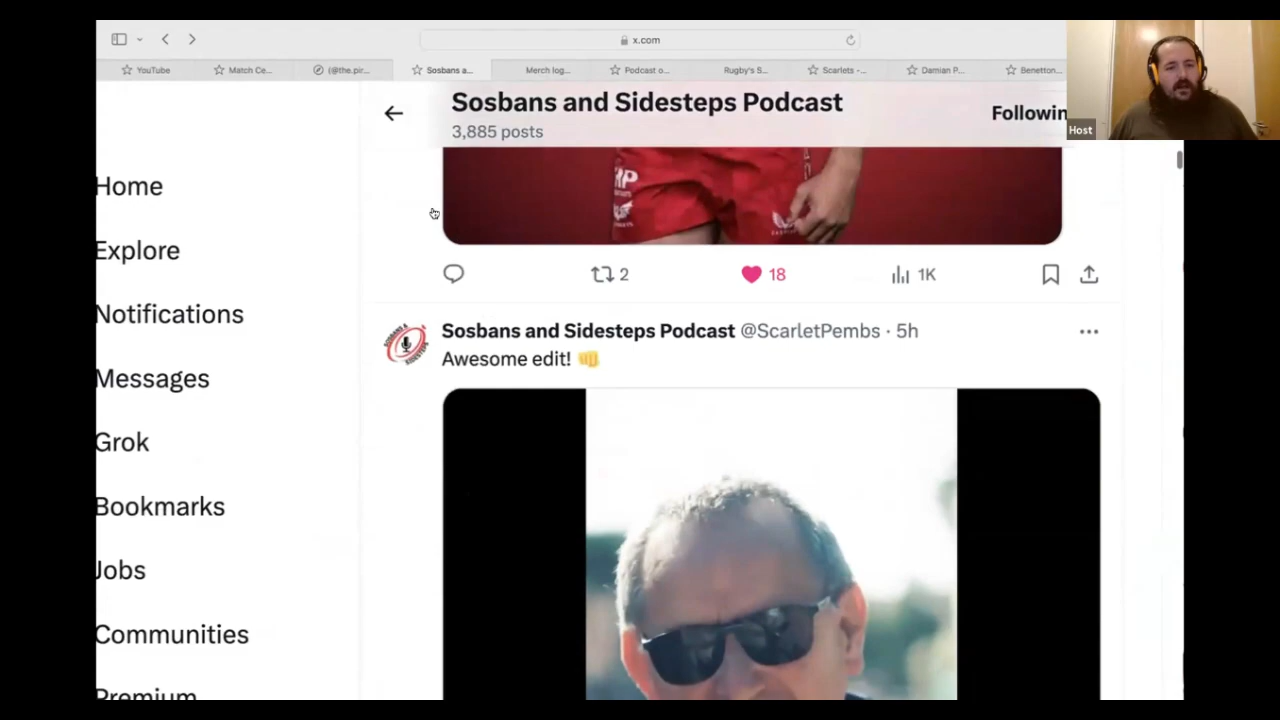 x.com
YouTube
Match Ce...
(@the.pir...
Sosbans a...
Merch log...
Podcast o...
Rugby's S...
Scarlets -...
Damian P...
Benetton...
Sosbans and Sidesteps Podcast
3,885 posts
Followin
Host
Home
Explore
Notifications
Messages
Grok
Bookmarks
Jobs
Communities
Premium
2
18
1K
Sosbans and Sidesteps Podcast @ScarletPembs · 5h
Awesome edit! 👊